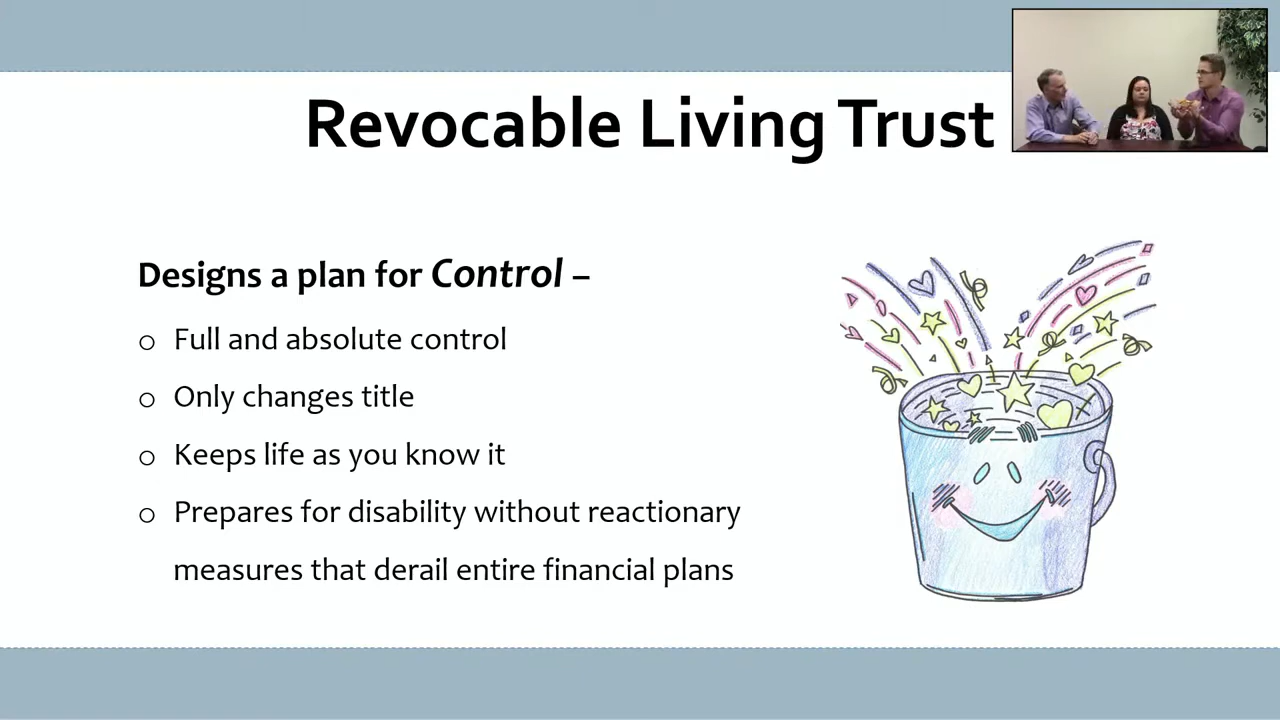 Revocable Living Trust
Designs a plan for Control –
o Full and absolute control
o Only changes title
o Keeps life as you know it
o Prepares for disability without reactionary
measures that derail entire financial plans